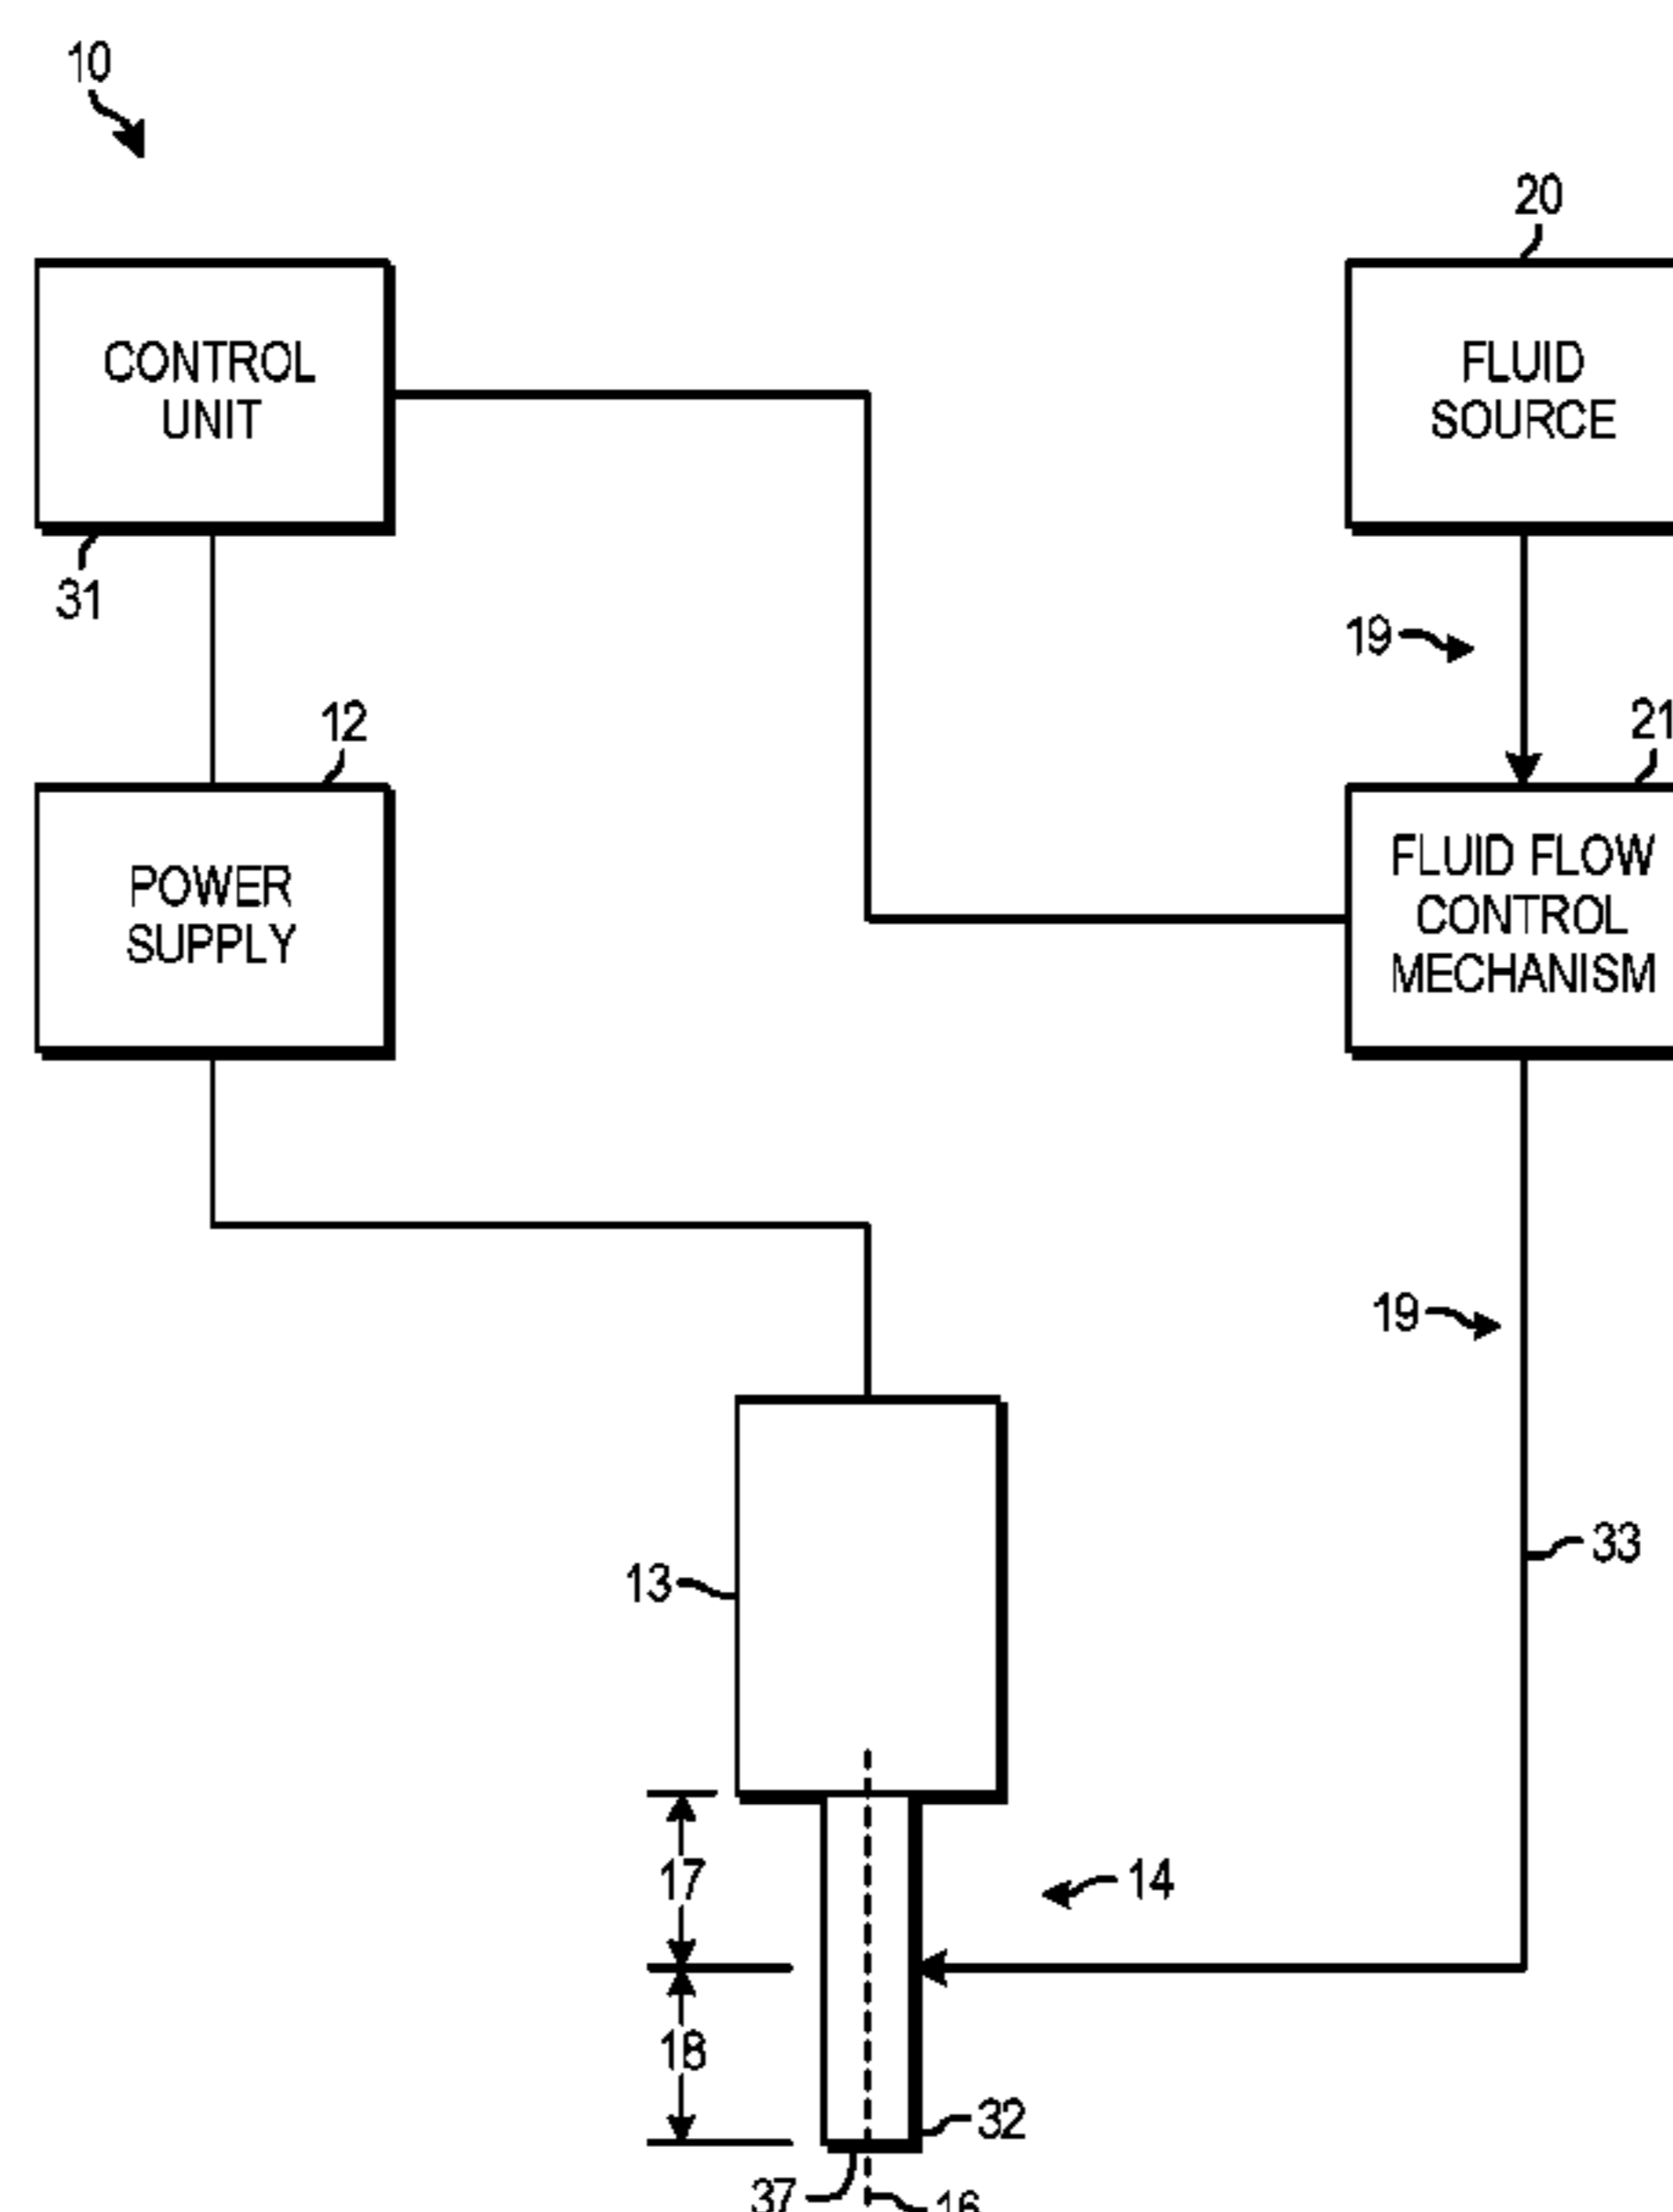 10
20
CONTROL
UNIT
FLUID
SOURCE
31
19
12
21
POWER
SUPPLY
FLUID FLOW
CONTROL
MECHANISM
19
33
13
17
14
18
32
37
16